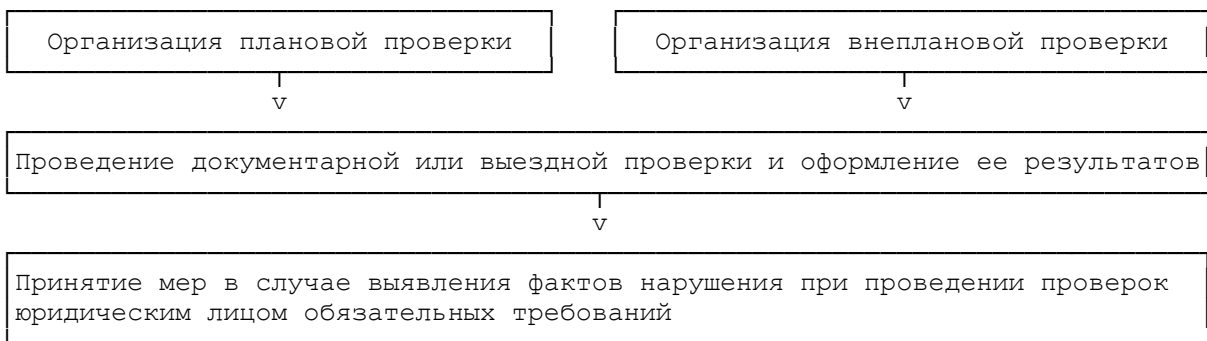 Организация плановой проверки
Организация внеплановой проверки
v
v
Проведение документарной или выездной проверки и оформление ее результатов
v
Принятие мер в случае выявления фактов нарушения при проведении проверок
юридическим лицом обязательных требований